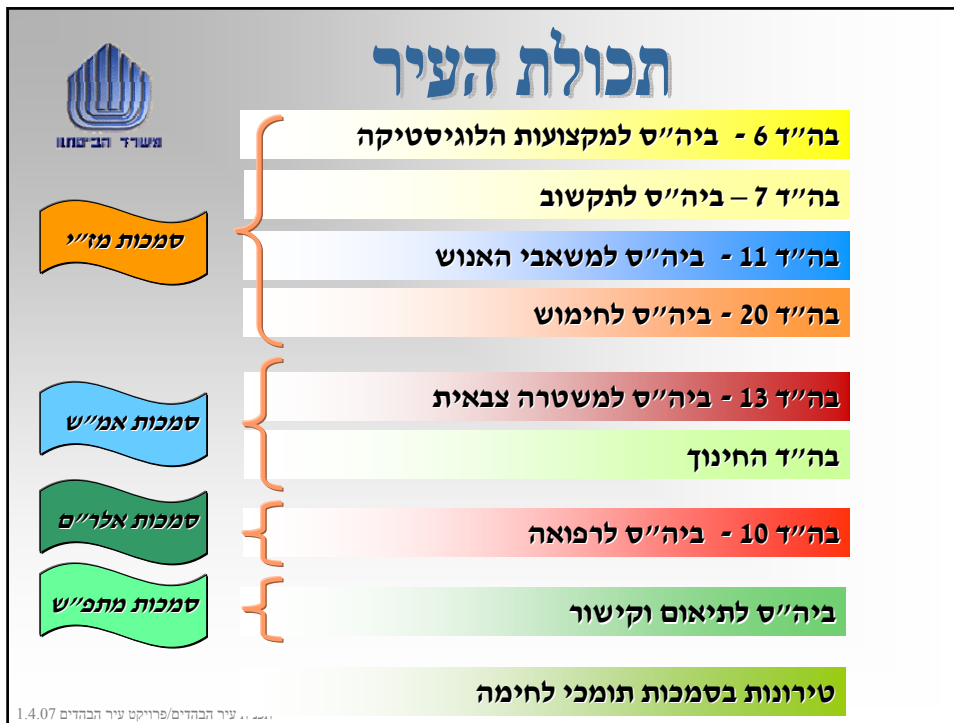 תכולת העיר
משרד הביטחון
בה״ד 6 - ביה״ס למקצועות הלוגיסטיקה
בה״ד 7 – ביה״ס לתקשוב
בה״ד 11 - ביה״ס למשאבי האנוש
בה״ד 20 - ביה״ס לחימוש
סמכות מז״י
בה״ד 13 - ביה״ס למשטרה צבאית
בה״ד החינוך
סמכות אמ״ש
בה״ד 10 - ביה״ס לרפואה
סמכות אלר״ם
ביה״ס לתיאום וקישור
סמכות מתפ״ש
טירונות בסמכות תומכי לחימה
עיר הבהדים/פרויקט עיר הבהדים 1.4.07